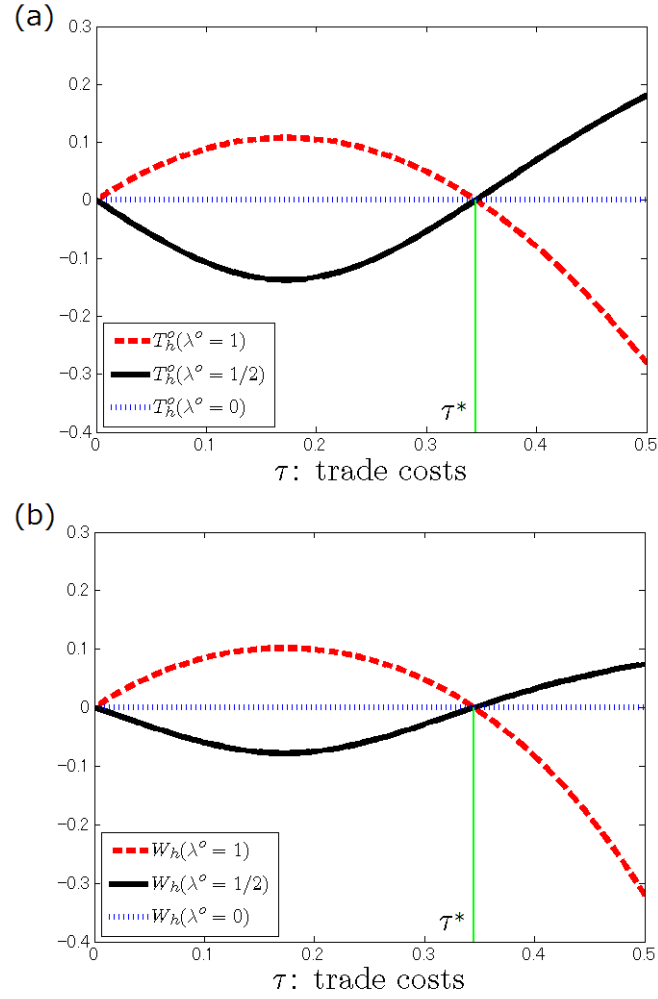 (a)
0.3
0.2
0.1
0
−0.1
−0.2
−0.3
−0.4
T_h^o(λ^o = 1)
T_h^o(λ^o = 1/2)
T_h^o(λ^o = 0)
τ*
0 0.1 0.2 0.3 0.4 0.5
τ: trade costs
(b)
0.3
0.2
0.1
0
−0.1
−0.2
−0.3
−0.4
W_h(λ^o = 1)
W_h(λ^o = 1/2)
W_h(λ^o = 0)
τ*
0 0.1 0.2 0.3 0.4 0.5
τ: trade costs